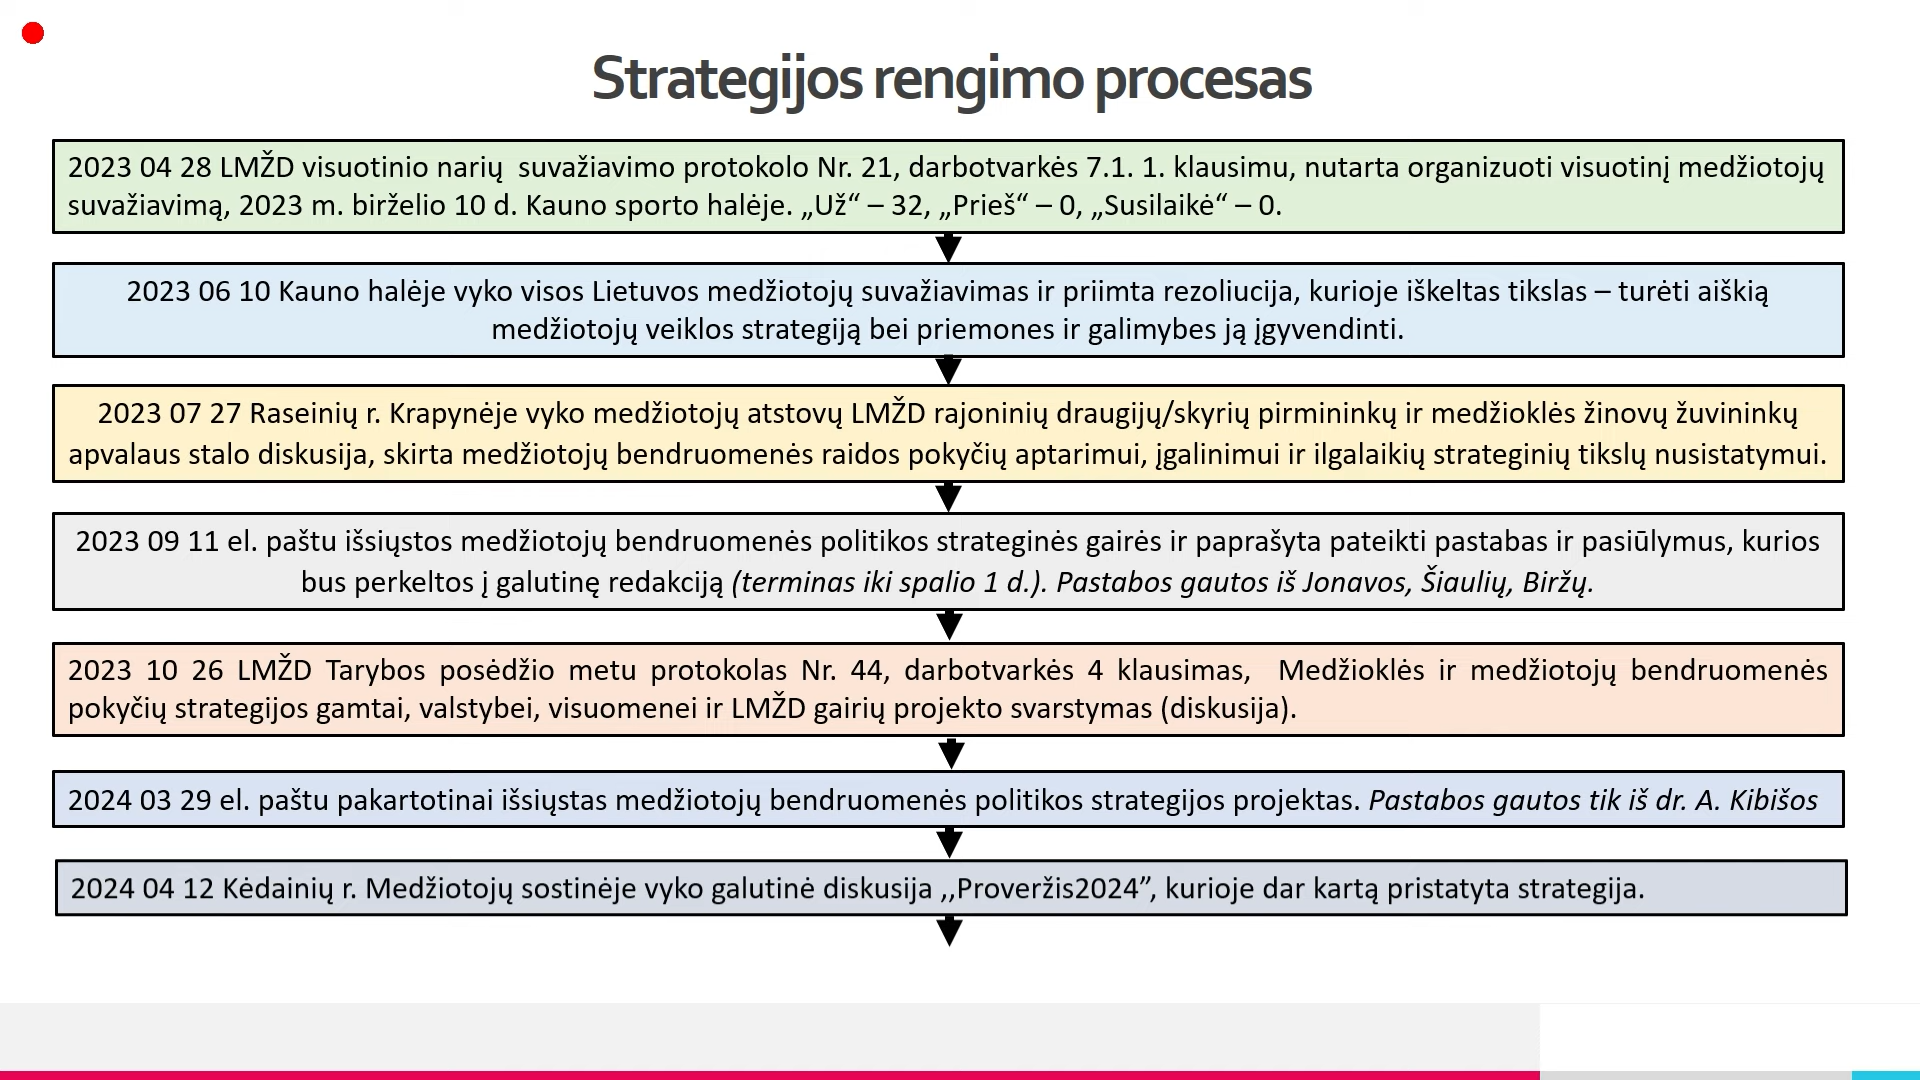 Strategijos rengimo procesas
2023 04 28 LMŽD visuotinio narių  suvažiavimo protokolo Nr. 21, darbotvarkės 7.1. 1. klausimu, nutarta organizuoti visuotinį medžiotojų
suvažiavimą, 2023 m. birželio 10 d. Kauno sporto halėje. „Už“ – 32, „Prieš“ – 0, „Susilaikė“ – 0.
2023 06 10 Kauno halėje vyko visos Lietuvos medžiotojų suvažiavimas ir priimta rezoliucija, kurioje iškeltas tikslas – turėti aiškią
medžiotojų veiklos strategiją bei priemones ir galimybes ją įgyvendinti.
2023 07 27 Raseinių r. Krapynėje vyko medžiotojų atstovų LMŽD rajoninių draugijų/skyrių pirmininkų ir medžioklės žinovų žuvininkų
apvalaus stalo diskusija, skirta medžiotojų bendruomenės raidos pokyčių aptarimui, įgalinimui ir ilgalaikių strateginių tikslų nusistatymui.
2023 09 11 el. paštu išsiųstos medžiotojų bendruomenės politikos strateginės gairės ir paprašyta pateikti pastabas ir pasiūlymus, kurios
bus perkeltos į galutinę redakciją (terminas iki spalio 1 d.). Pastabos gautos iš Jonavos, Šiaulių, Biržų.
2023 10 26 LMŽD Tarybos posėdžio metu protokolas Nr. 44, darbotvarkės 4 klausimas,  Medžioklės ir medžiotojų bendruomenės
pokyčių strategijos gamtai, valstybei, visuomenei ir LMŽD gairių projekto svarstymas (diskusija).
2024 03 29 el. paštu pakartotinai išsiųstas medžiotojų bendruomenės politikos strategijos projektas. Pastabos gautos tik iš dr. A. Kibišos
2024 04 12 Kėdainių r. Medžiotojų sostinėje vyko galutinė diskusija ,,Proveržis2024”, kurioje dar kartą pristatyta strategija.